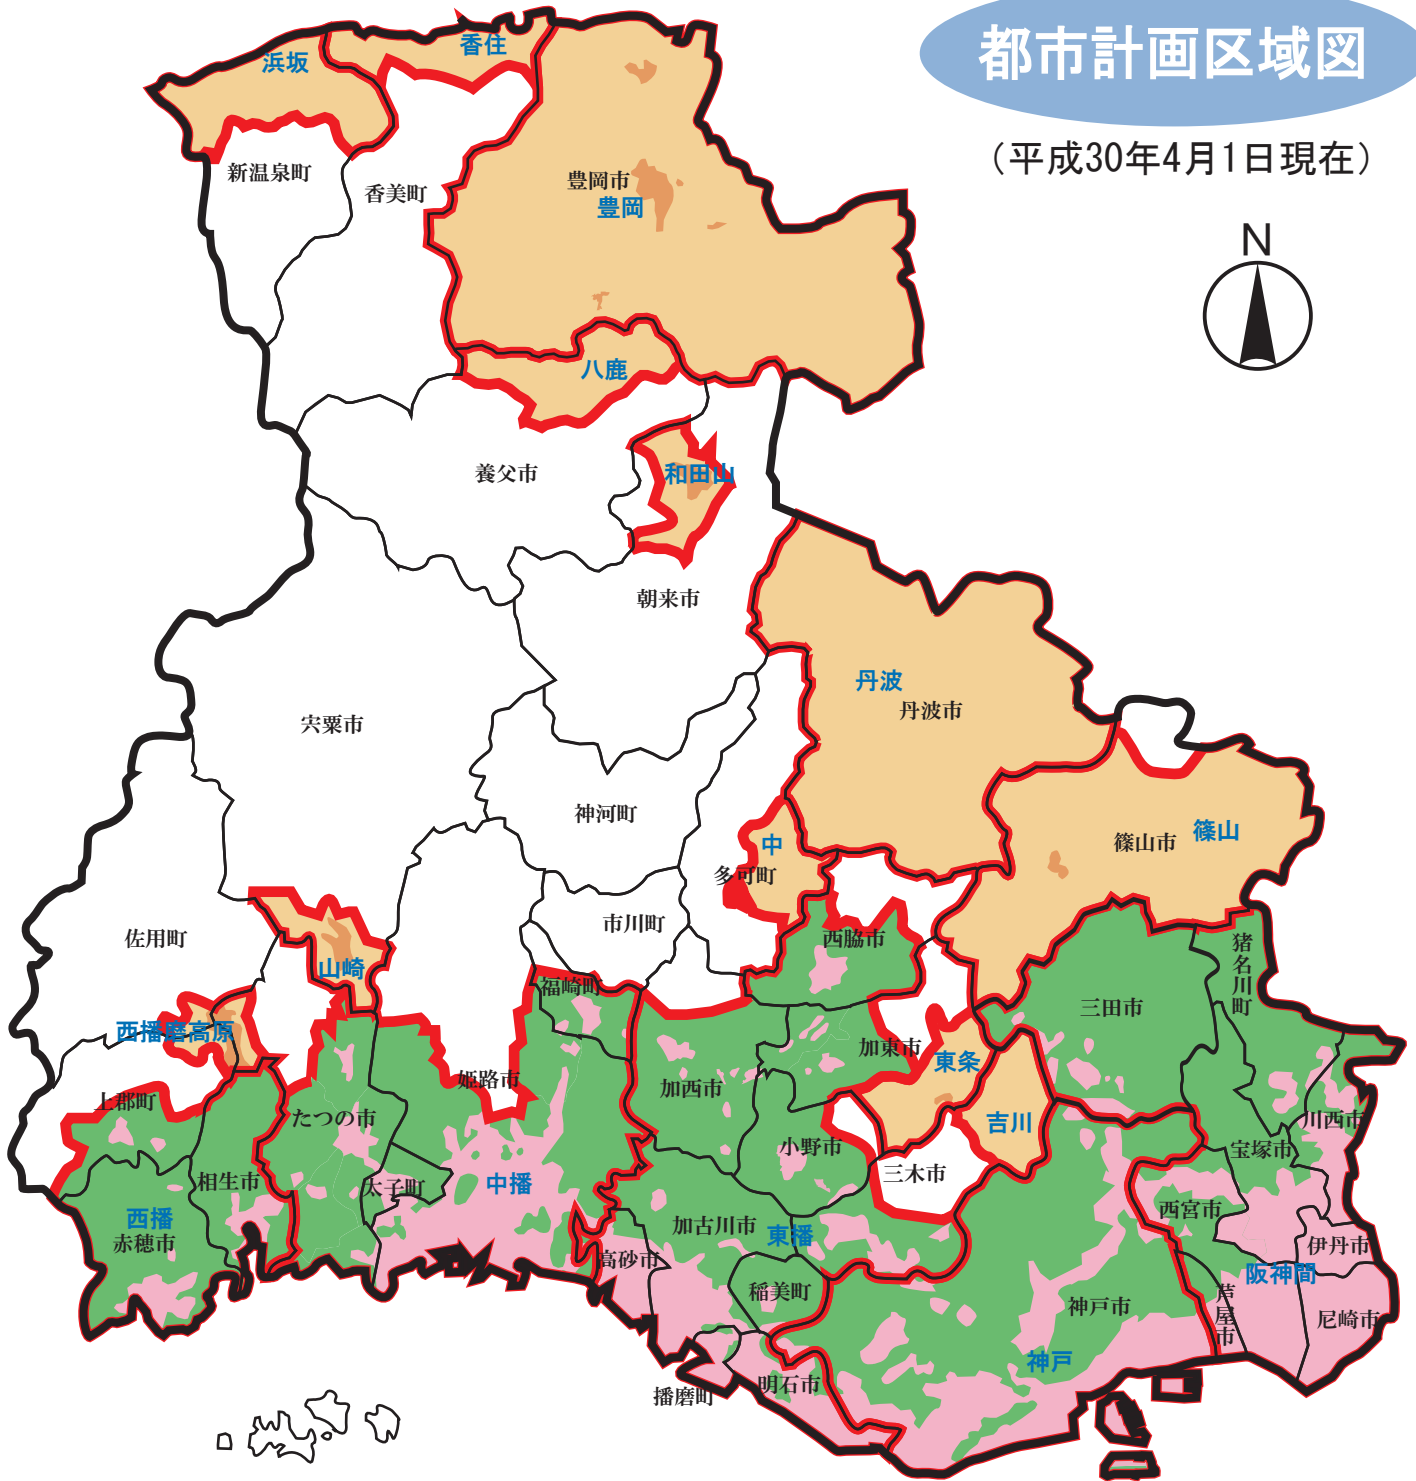 都市計画区域図
(平成30年4月1日現在)
N
香住
浜坂
新温泉町
香美町
豊岡市
豊岡
八鹿
養父市
和田山
朝来市
丹波
丹波市
宍粟市
神河町
中
多可町
篠山市
篠山
市川町
佐用町
西脇市
猪名川町
山崎
福崎町
三田市
西播磨高原
加東市
東条
姫路市
加西市
上郡町
たつの市
吉川
川西市
小野市
宝塚市
三木市
相生市
太子町
中播
西播
赤穂市
加古川市
東播
西宮市
伊丹市
高砂市
阪神間
稲美町
神戸市
芦屋市
尼崎市
神戸
明石市
播磨町